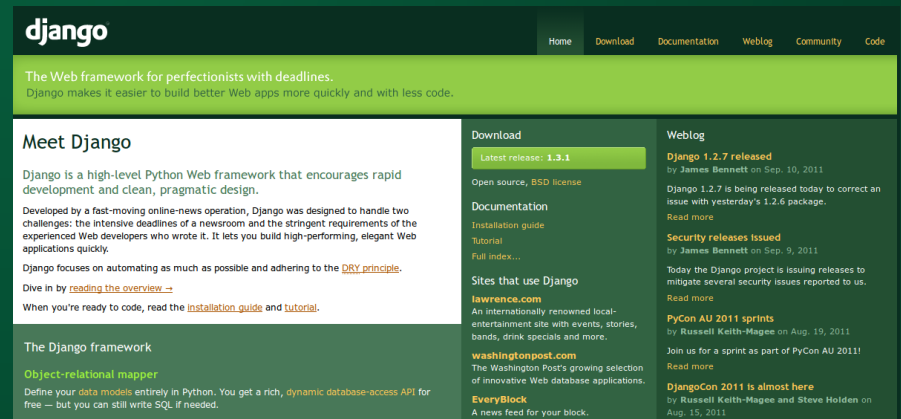 django
Home Download Documentation Weblog Community Code
The Web framework for perfectionists with deadlines.
Django makes it easier to build better Web apps more quickly and with less code.
Meet Django
Django is a high-level Python Web framework that encourages rapid
development and clean, pragmatic design.
Developed by a fast-moving online-news operation, Django was designed to handle two
challenges: the intensive deadlines of a newsroom and the stringent requirements of the
experienced Web developers who wrote it. It lets you build high-performing, elegant Web
applications quickly.
Django focuses on automating as much as possible and adhering to the DRY principle.
Dive in by reading the overview →
When you're ready to code, read the installation guide and tutorial.
The Django framework
Object-relational mapper
Define your data models entirely in Python. You get a rich, dynamic database-access API for
free — but you can still write SQL if needed.
Download
Latest release: 1.3.1
Open source, BSD license
Documentation
Installation guide
Tutorial
Full index...
Sites that use Django
lawrence.com
An internationally renowned local-
entertainment site with events, stories,
bands, drink specials and more.
washingtonpost.com
The Washington Post's growing selection
of innovative Web database applications.
EveryBlock
A news feed for your block.
Weblog
Django 1.2.7 released
by James Bennett on Sep. 10, 2011
Django 1.2.7 is being released today to correct an
issue with yesterday's 1.2.6 package.
Read more
Security releases issued
by James Bennett on Sep. 9, 2011
Today the Django project is issuing releases to
mitigate several security issues reported to us.
Read more
PyCon AU 2011 sprints
by Russell Keith-Magee on Aug. 19, 2011
Join us for a sprint as part of PyCon AU 2011!
Read more
DjangoCon 2011 is almost here
by Russell Keith-Magee and Steve Holden on
Aug. 15, 2011